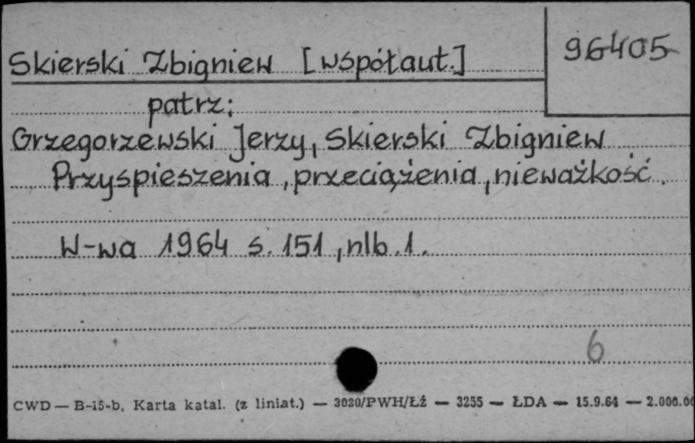 Skierski Zbigniew [współaut.]
96405
patrz:
Grzegorzewski Jerzy, Skierski Zbigniew
Przyspieszenia, przeciążenia, nieważkość.
W-wa 1964 s. 151, nlb. 1.
6
CWD — B-15-b, Karta katal. (z liniat.) — 3020/PWH/Łź — 3255 — ŁDA — 15.9.64 — 2.000.00